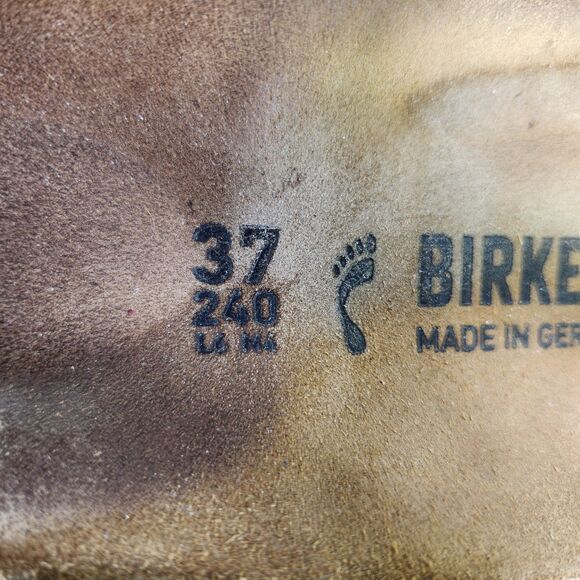 37
240
L6 M4
BIRKE
MADE IN GER